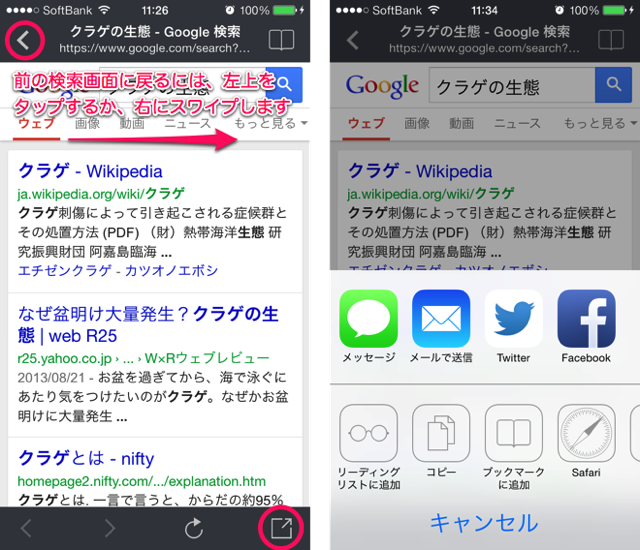 SoftBank 11:26 100%
クラゲの生態 - Google 検索
https://www.google.com/search?...
前の検索画面に戻るには、左上を
タップするか、右にスワイプします
Google クラゲの生態
ウェブ 画像 動画 ニュース もっと見る
クラゲ - Wikipedia
ja.wikipedia.org/wiki/クラゲ
クラゲ刺傷によって引き起こされる症候群と
その処置方法 (PDF) （財）熱帯海洋生態 研
究振興財団 阿嘉島臨海 ...
エチゼンクラゲ - カツオノエボシ
なぜ盆明け大量発生？クラゲの生
態 | web R25
r25.yahoo.co.jp › ... › W×Rウェブレビュー
2013/08/21 - お盆を過ぎてから、海で泳ぐに
あたり気をつけたいのがクラゲ。なぜかお盆
明けに大量発生 ...
クラゲとは - nifty
homepage2.nifty.com/.../explanation.htm
クラゲとは. 一言で言うと、からだの約95%
SoftBank 11:34 100%
クラゲの生態 - Google 検索
https://www.google.com/search?...
Google クラゲの生態
ウェブ 画像 動画 ニュース もっと見る
クラゲ - Wikipedia
ja.wikipedia.org/wiki/クラゲ
クラゲ刺傷によって引き起こされる症候群と
その処置方法 (PDF) （財）熱帯海洋生態 研
究振興財団 阿嘉島臨海 ...
エチゼンクラゲ - カツオノエボシ
メッセージ メールで送信 Twitter Facebook
リーディング
リストに追加
コピー
ブックマーク
に追加
Safari
キャンセル